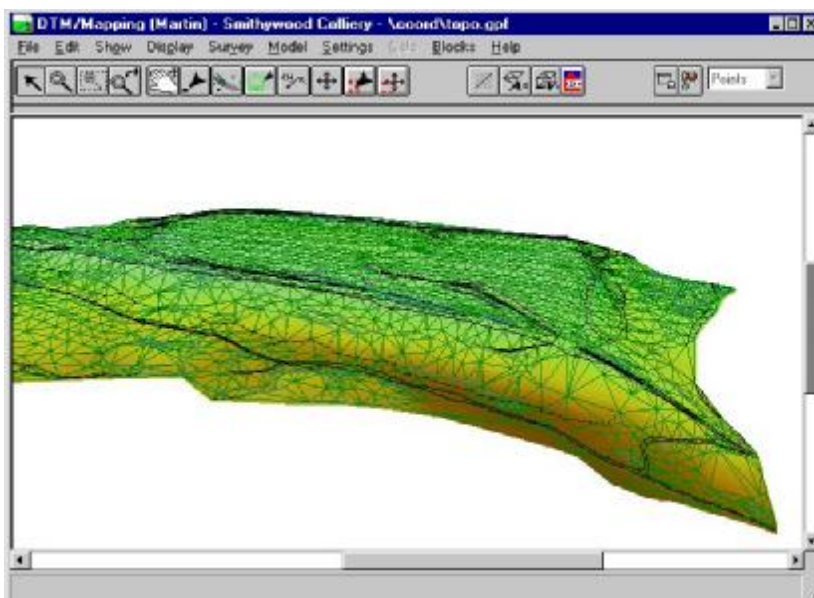 DTM/Mapping (Martin) - Smithywood Colliery - \coord\topo.gpf
File Edit Show Display Survey Model Settings Blocks Help
Points